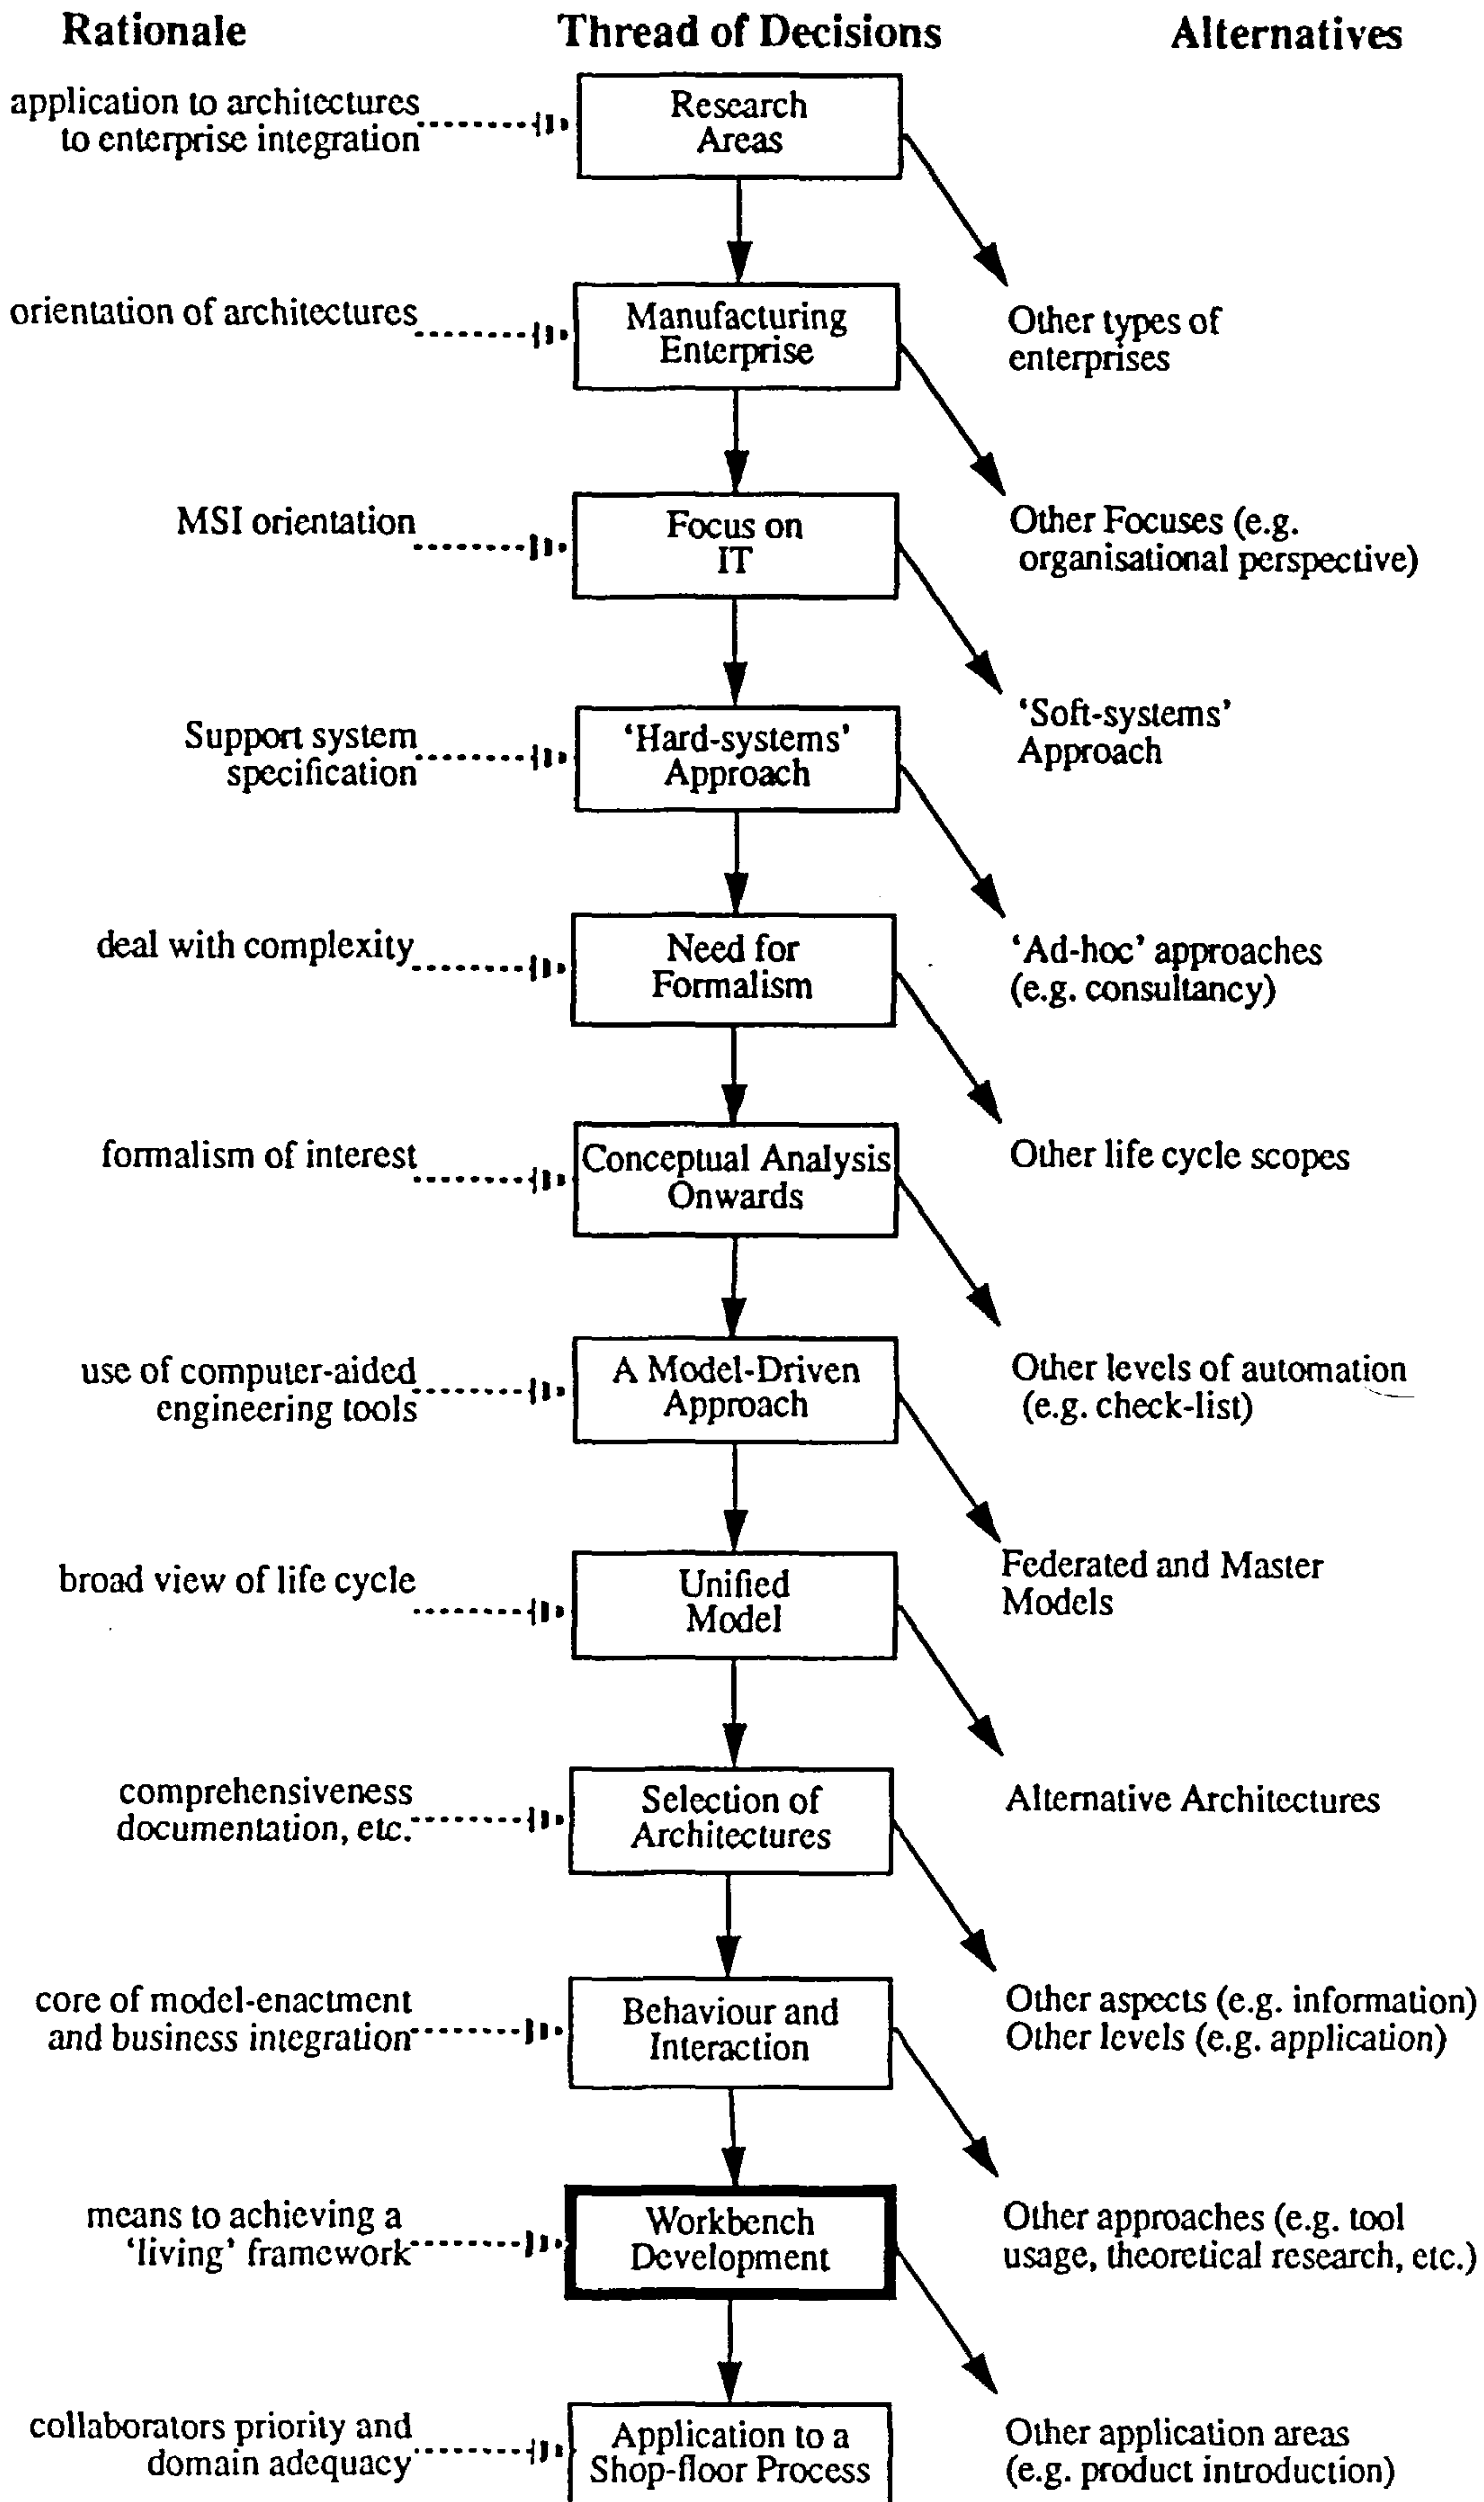 Rationale
Thread of Decisions
Alternatives
application to architectures
to enterprise integration
Research
Areas
orientation of architectures
Manufacturing
Enterprise
Other types of
enterprises
MSI orientation
Focus on
IT
Other Focuses (e.g.
organisational perspective)
Support system
specification
‘Hard-systems’
Approach
‘Soft-systems’
Approach
deal with complexity
Need for
Formalism
‘Ad-hoc’ approaches
(e.g. consultancy)
formalism of interest
Conceptual Analysis
Onwards
Other life cycle scopes
use of computer-aided
engineering tools
A Model-Driven
Approach
Other levels of automation
(e.g. check-list)
broad view of life cycle
Unified
Model
Federated and Master
Models
comprehensiveness
documentation, etc.
Selection of
Architectures
Alternative Architectures
core of model-enactment
and business integration
Behaviour and
Interaction
Other aspects (e.g. information)
Other levels (e.g. application)
means to achieving a
‘living’ framework
Workbench
Development
Other approaches (e.g. tool
usage, theoretical research, etc.)
collaborators priority and
domain adequacy
Application to a
Shop-floor Process
Other application areas
(e.g. product introduction)